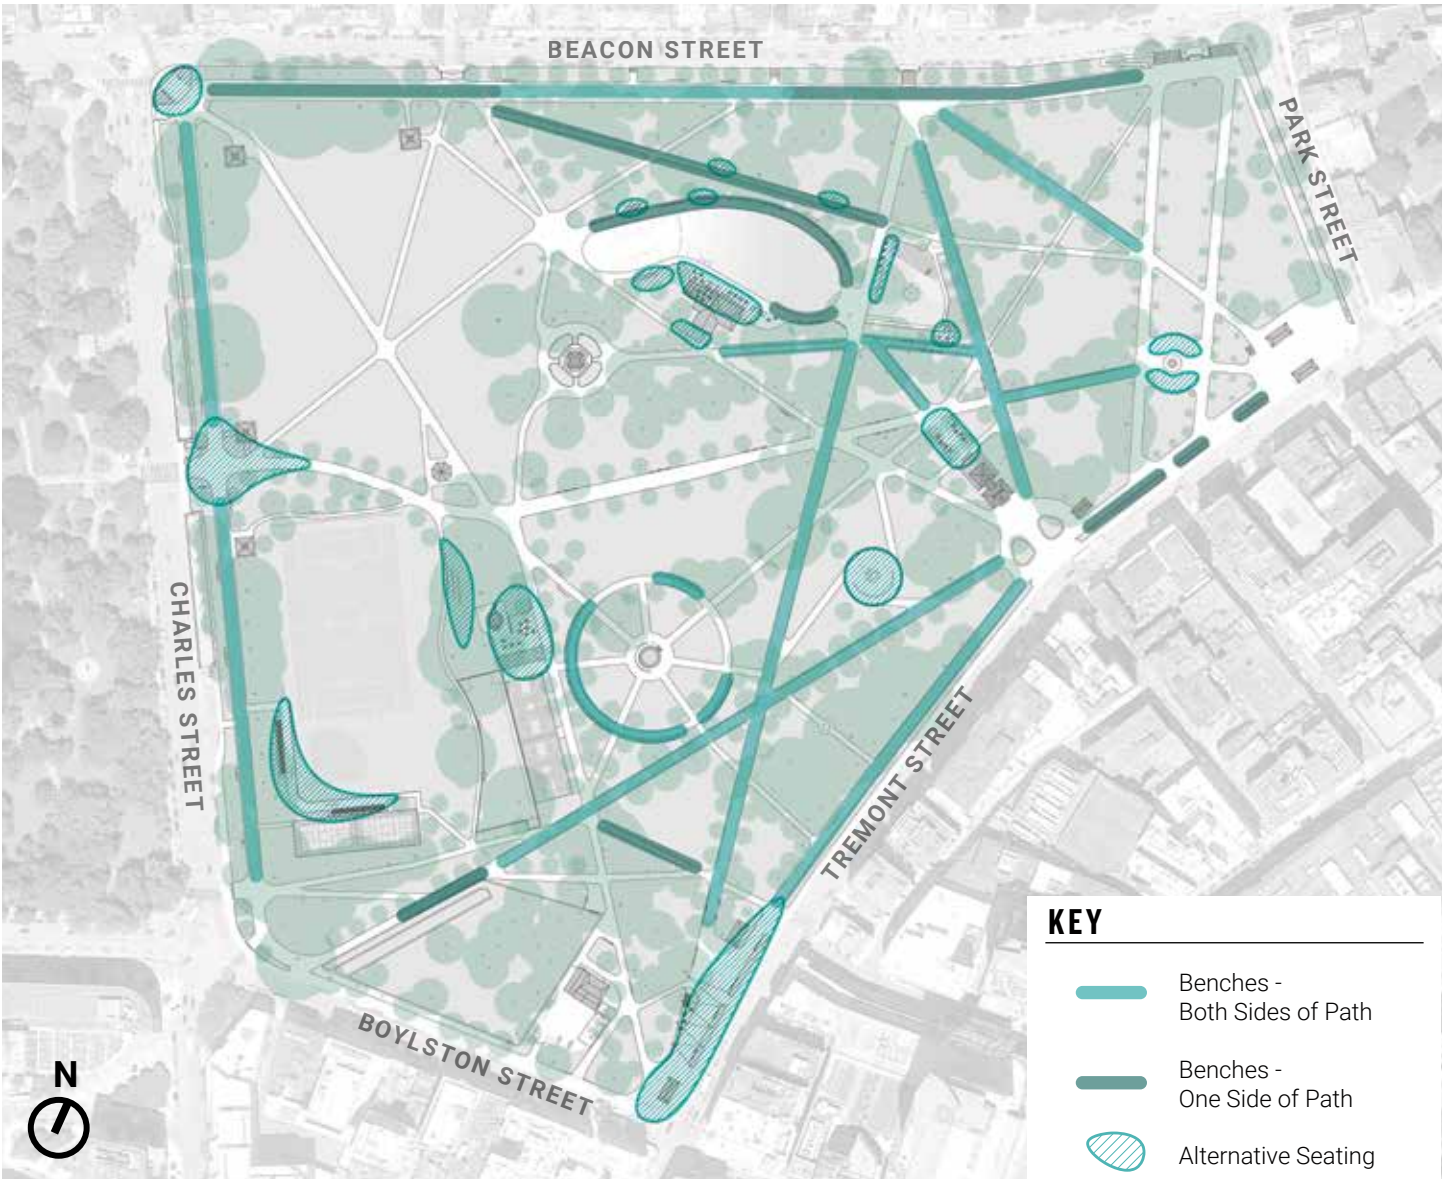 BEACON STREET
PARK STREET
CHARLES STREET
TREMONT STREET
BOYLSTON STREET
N
KEY
Benches -
Both Sides of Path
Benches -
One Side of Path
Alternative Seating